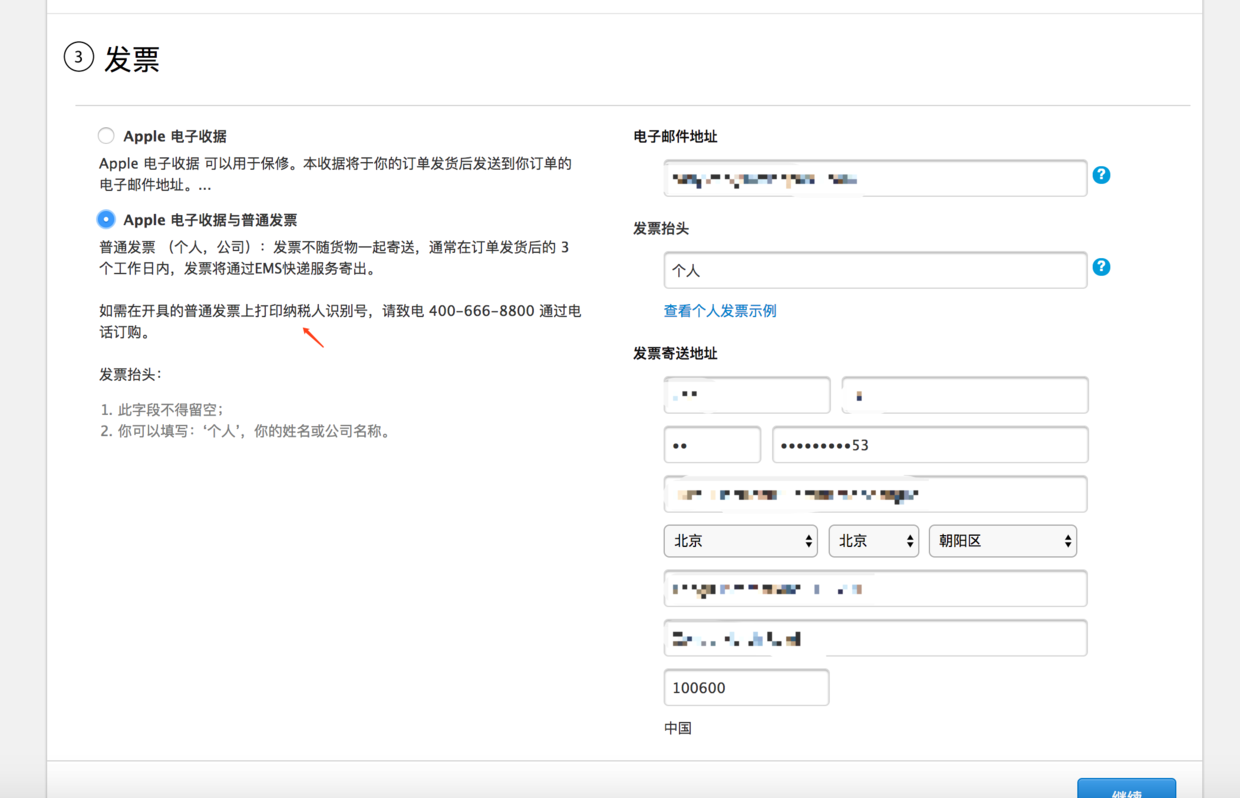 3 发票
Apple 电子收据
Apple 电子收据 可以用于保修。本收据将于你的订单发货后发送到你订单的
电子邮件地址。...
Apple 电子收据与普通发票
普通发票 （个人，公司）：发票不随货物一起寄送，通常在订单发货后的 3
个工作日内，发票将通过EMS快递服务寄出。
如需在开具的普通发票上打印纳税人识别号，请致电 400-666-8800 通过电
话订购。
发票抬头：
1. 此字段不得留空；
2. 你可以填写：‘个人’，你的姓名或公司名称。
电子邮件地址
?
发票抬头
个人
?
查看个人发票示例
发票寄送地址
•• •••••••••53
北京 北京 朝阳区
100600
中国
继续